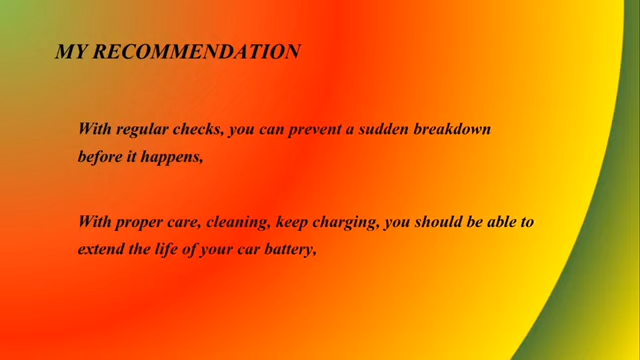 MY RECOMMENDATION
With regular checks, you can prevent a sudden breakdown
before it happens,
With proper care, cleaning, keep charging, you should be able to
extend the life of your car battery,